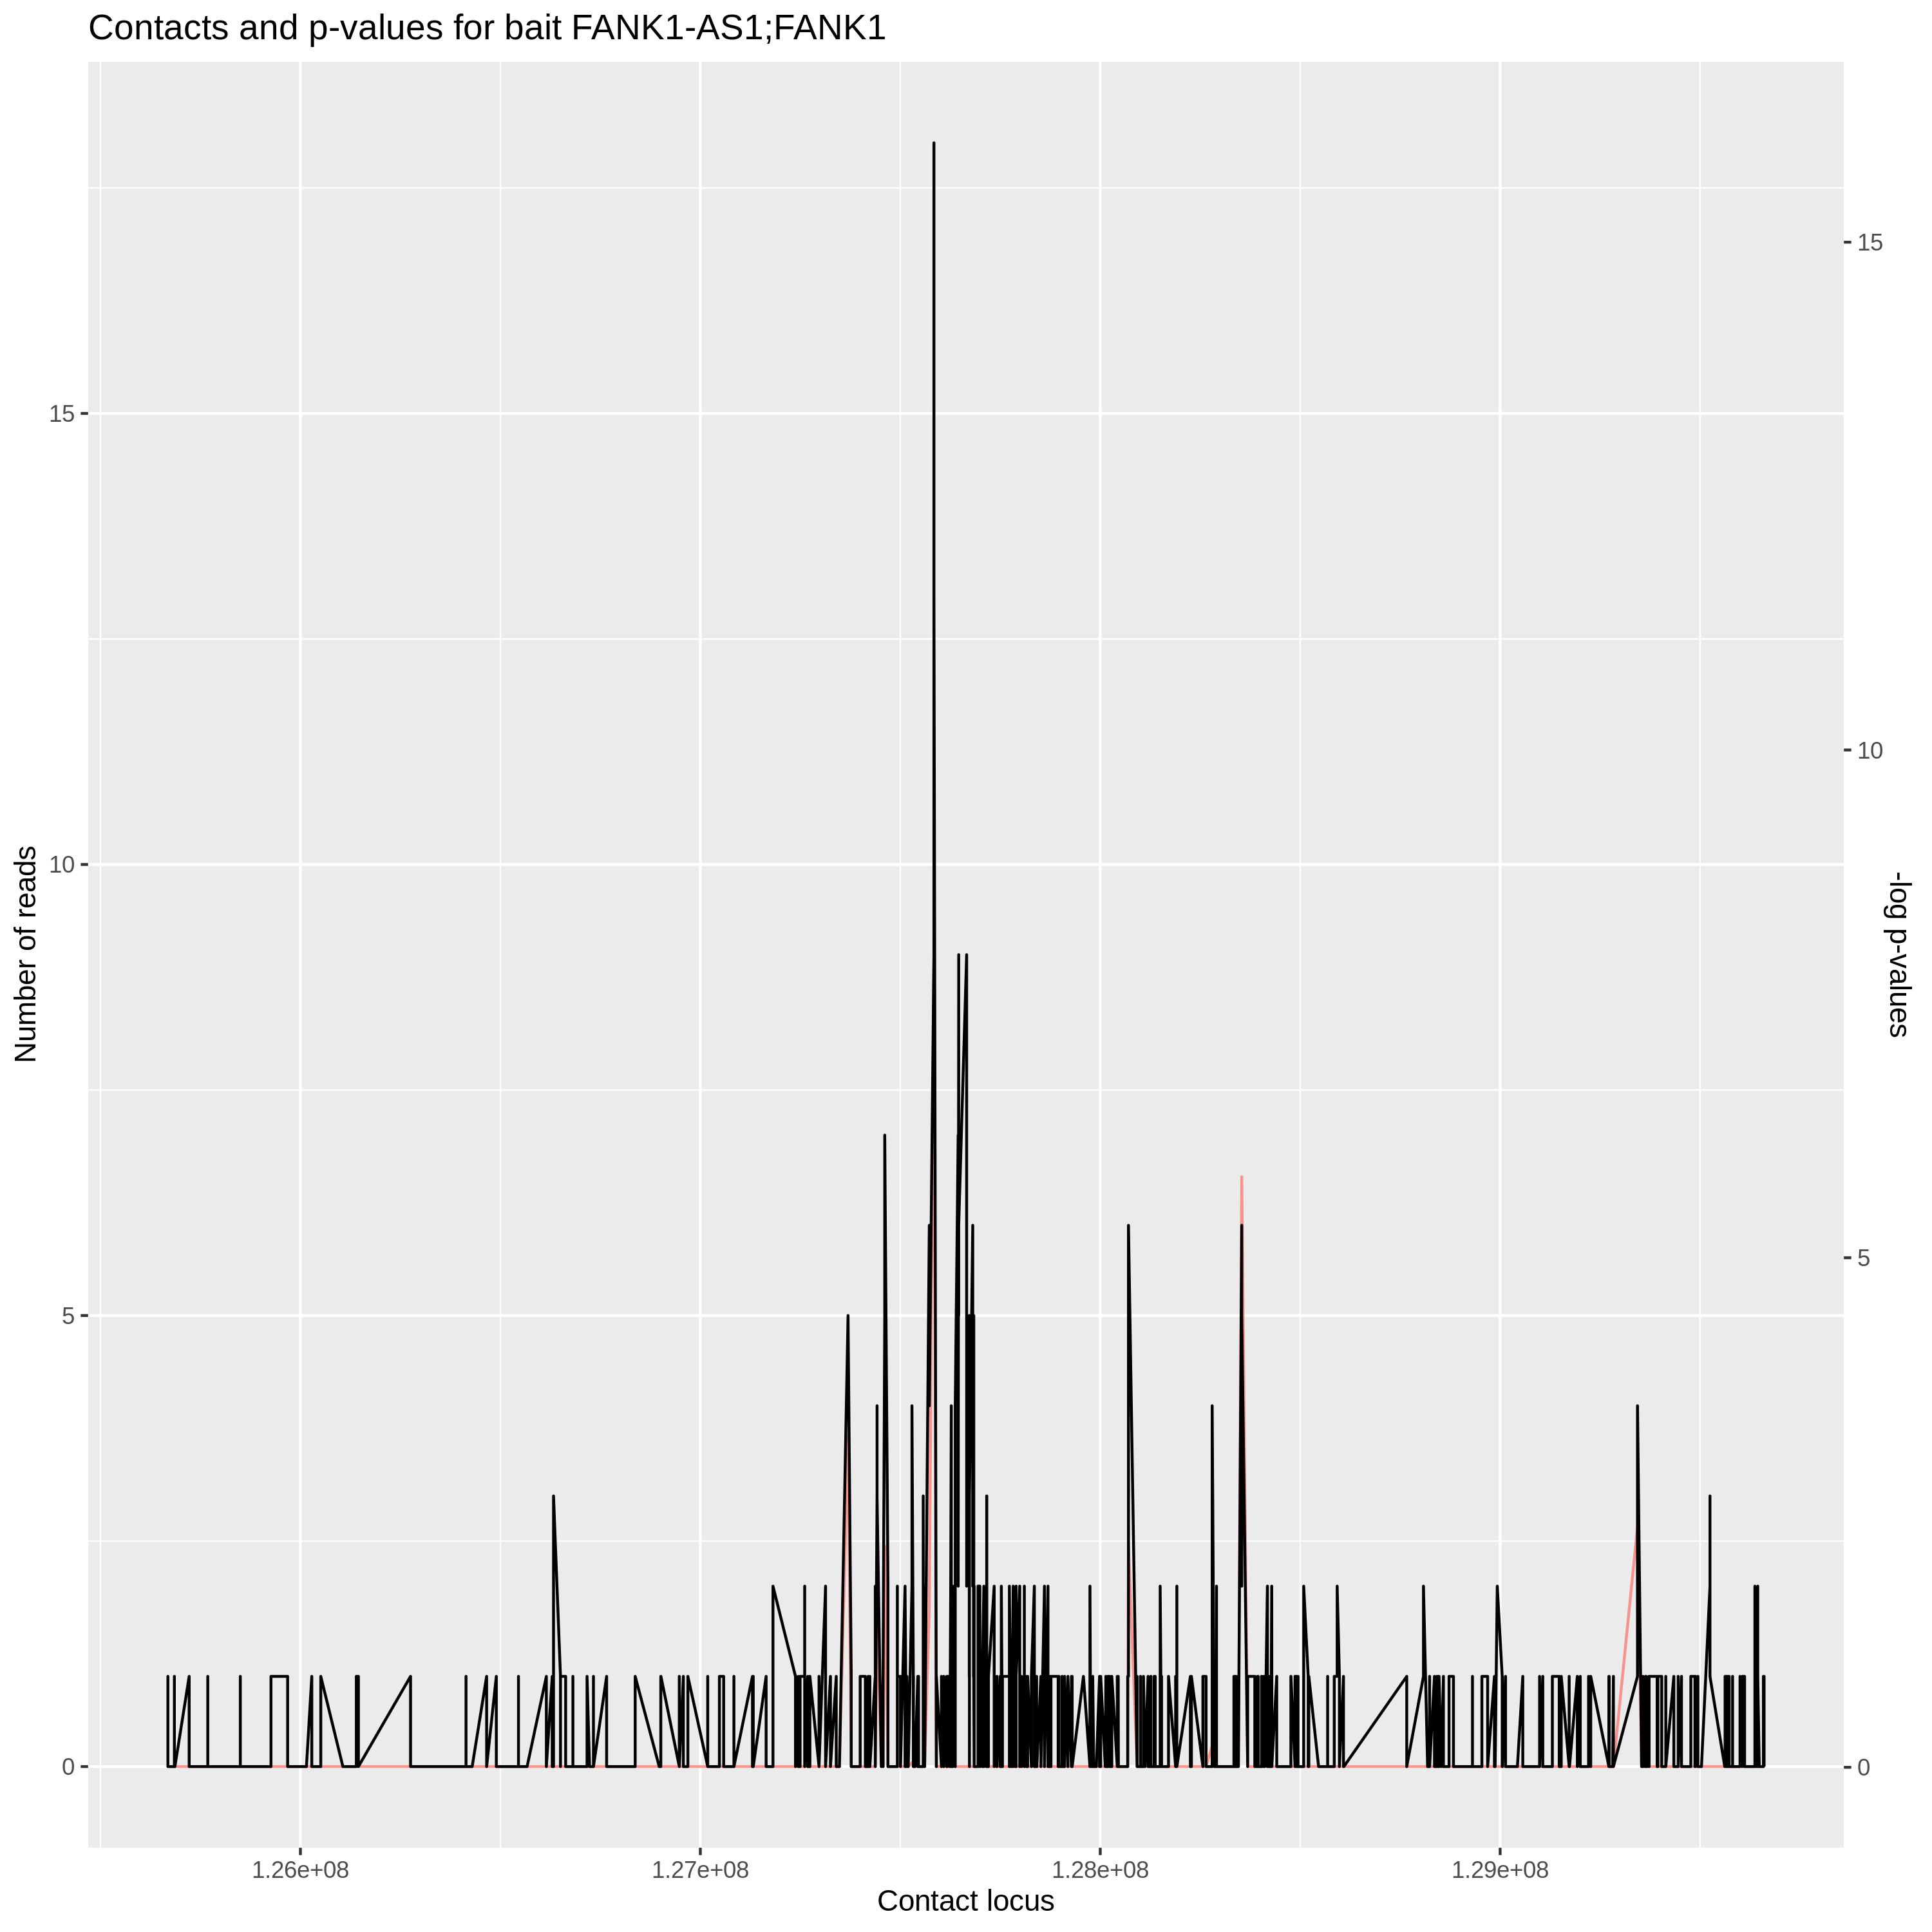 Contacts and p-values for bait FANK1-AS1;FANK1
15
10
5
0
Number of reads
15
10
5
0
-log p-values
1.26e+08 1.27e+08 1.28e+08 1.29e+08
Contact locus